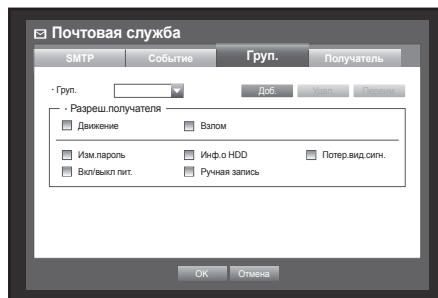 Почтовая служба
SMTP Событие Груп. Получатель
· Груп. Доб. Удал. Переим.
· Разреш.получателя
Движение Взлом
Изм.пароль Инф.о HDD Потер.вид.сигн.
Вкл/выкл пит. Ручная запись
OK Отмена